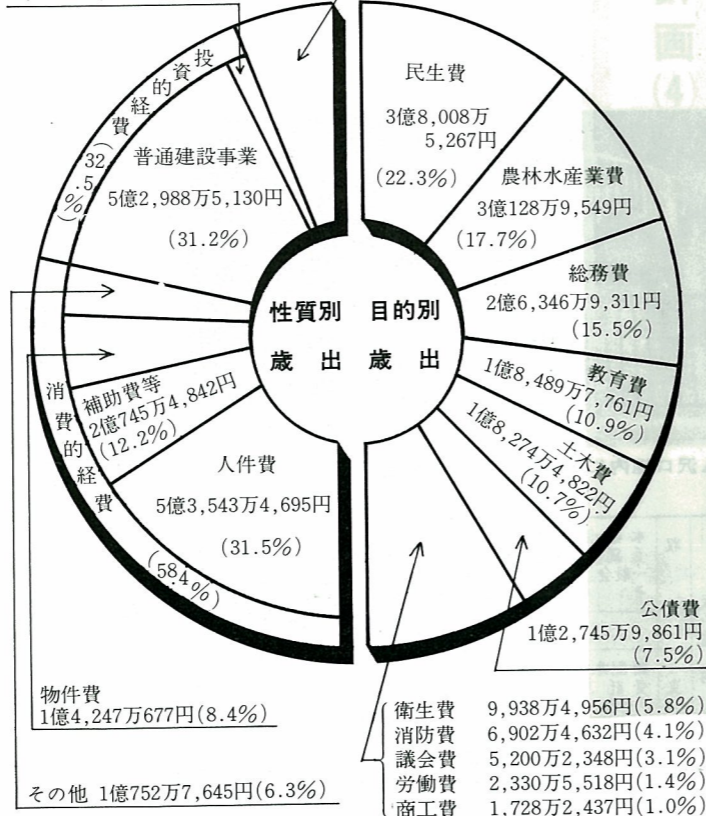 性質別
歳出
目的別
歳出
民生費
3億8,008万
5,267円
(22.3%)
農林水産業費
3億128万9,549円
(17.7%)
総務費
2億6,346万9,311円
(15.5%)
教育費
1億8,489万7,761円
(10.9%)
土木費
1億8,274万4,822円
(10.7%)
公債費
1億2,745万9,861円
(7.5%)
衛生費 9,938万4,956円(5.8%)
消防費 6,902万4,632円(4.1%)
議会費 5,200万2,348円(3.1%)
労働費 2,330万5,518円(1.4%)
商工費 1,728万2,437円(1.0%)
投資的経費(32.5%)
普通建設事業
5億2,988万5,130円
(31.2%)
消費的経費
(58.4%)
補助費等
2億745万4,842円
(12.2%)
人件費
5億3,543万4,695円
(31.5%)
物件費
1億4,247万677円(8.4%)
その他 1億752万7,645円(6.3%)
画
(4)